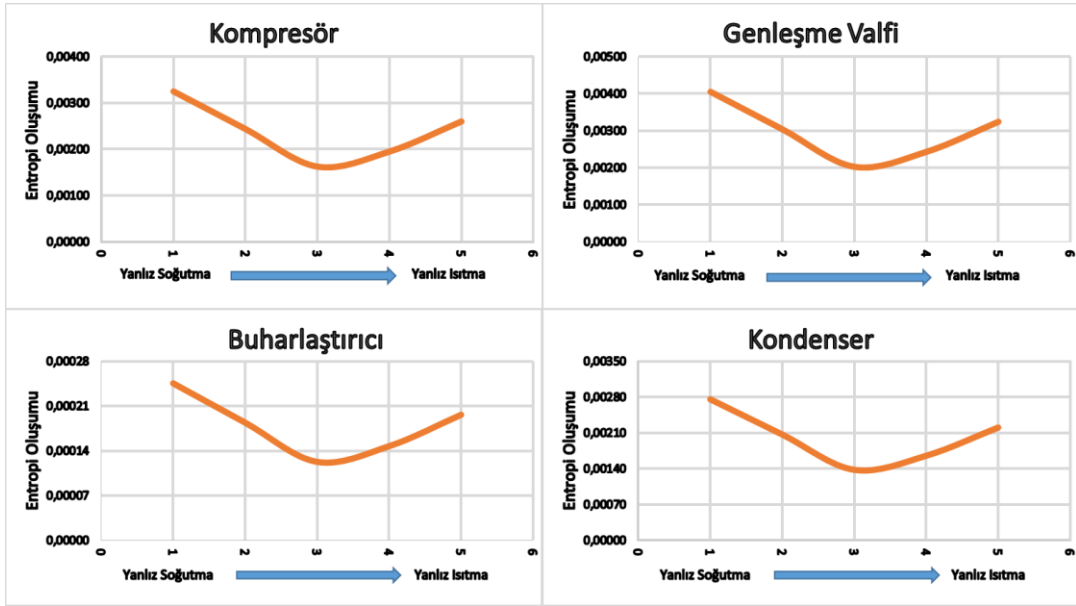 Kompresör
Entropi Oluşumu
0,00400
0,00300
0,00200
0,00100
0,00000
0 1 2 3 4 5 6
Yanlız Soğutma Yanlız Isıtma
Genleşme Valfi
Entropi Oluşumu
0,00500
0,00400
0,00300
0,00200
0,00100
0,00000
0 1 2 3 4 5 6
Yanlız Soğutma Yanlız Isıtma
Buharlaştırıcı
Entropi Oluşumu
0,00028
0,00021
0,00014
0,00007
0,00000
0 1 2 3 4 5 6
Yanlız Soğutma Yanlız Isıtma
Kondenser
Entropi Oluşumu
0,00350
0,00280
0,00210
0,00140
0,00070
0,00000
0 1 2 3 4 5 6
Yanlız Soğutma Yanlız Isıtma